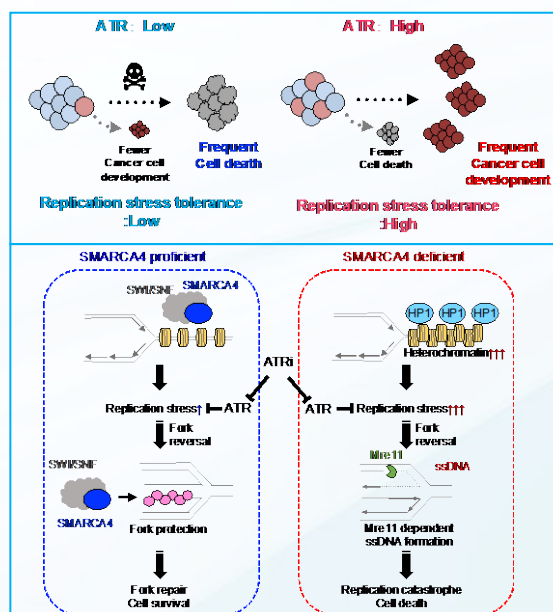 ATR: Low
Fewer
Cancer cell
development
Frequent
Cell death
Replication stress tolerance
:Low
ATR: High
Fewer
Cell death
Frequent
Cancer cell
development
Replication stress tolerance
:High
SMARCA4 proficient
SWI/SNF
SMARCA4
Replication stress↑
ATR
Fork
reversal
SWI/SNF
SMARCA4
Fork protection
Fork repair
Cell survival
ATRi
SMARCA4 deficient
HP1 HP1 HP1
Heterochromatin↑↑↑
ATR
Replication stress↑↑↑
Fork
reversal
Mre11
ssDNA
Mre11 dependent
ssDNA formation
Replication catastrophe
Cell death